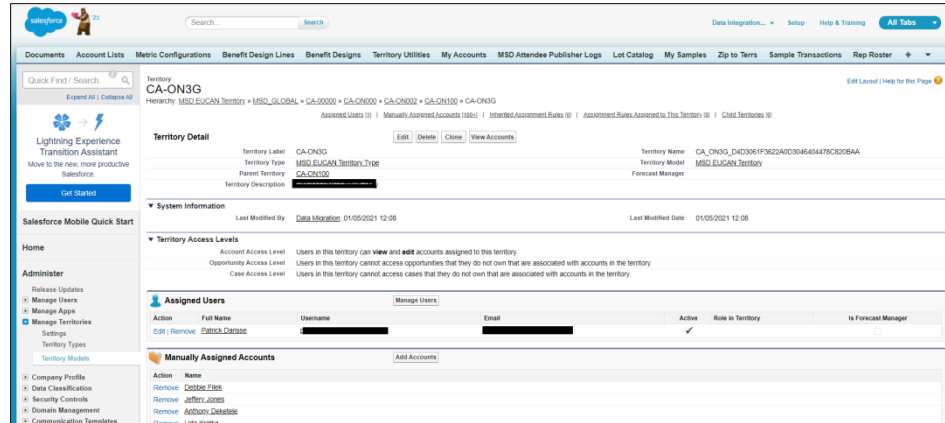 salesforce
'21
Search...
Search
Data Integration...
Setup
Help & Training
All Tabs
Documents
Account Lists
Metric Configurations
Benefit Design Lines
Benefit Designs
Territory Utilities
My Accounts
MSD Attendee Publisher Logs
Lot Catalog
My Samples
Zip to Terrs
Sample Transactions
Rep Roster
+
Quick Find / Search...
?
Expand All | Collapse All
Lightning Experience
Transition Assistant
Move to the new, more productive
Salesforce.
Get Started
Salesforce Mobile Quick Start
Home
Administer
Release Updates
Manage Users
Manage Apps
Manage Territories
Settings
Territory Types
Territory Models
Company Profile
Data Classification
Security Controls
Domain Management
Communication Templates
Territory
CA-ON3G
Edit Layout | Help for this Page
Hierarchy: MSD EUCAN Territory » MSD_GLOBAL » CA-00000 » CA-ON000 » CA-ON002 » CA-ON100 » CA-ON3G
Assigned Users [1] | Manually Assigned Accounts [100+] | Inherited Assignment Rules [0] | Assignment Rules Assigned to This Territory [0] | Child Territories [0]
Territory Detail
Edit
Delete
Clone
View Accounts
Territory Label CA-ON3G
Territory Name CA_ON3G_D4D3061F3622A0D3046404478C820BAA
Territory Type MSD EUCAN Territory Type
Territory Model MSD EUCAN Territory
Parent Territory CA-ON100
Forecast Manager
Territory Description
System Information
Last Modified By Data Migration, 01/05/2021 12:08
Last Modified Date 01/05/2021 12:08
Territory Access Levels
Account Access Level Users in this territory can view and edit accounts assigned to this territory.
Opportunity Access Level Users in this territory cannot access opportunities that they do not own that are associated with accounts in the territory.
Case Access Level Users in this territory cannot access cases that they do not own that are associated with accounts in the territory.
Assigned Users
Manage Users
Action Full Name Username Email Active Role in Territory Is Forecast Manager
Edit | Remove Patrick Darisse
Manually Assigned Accounts
Add Accounts
Action Name
Remove Debbie Filek
Remove Jeffery Jones
Remove Anthony Deketele
Remove